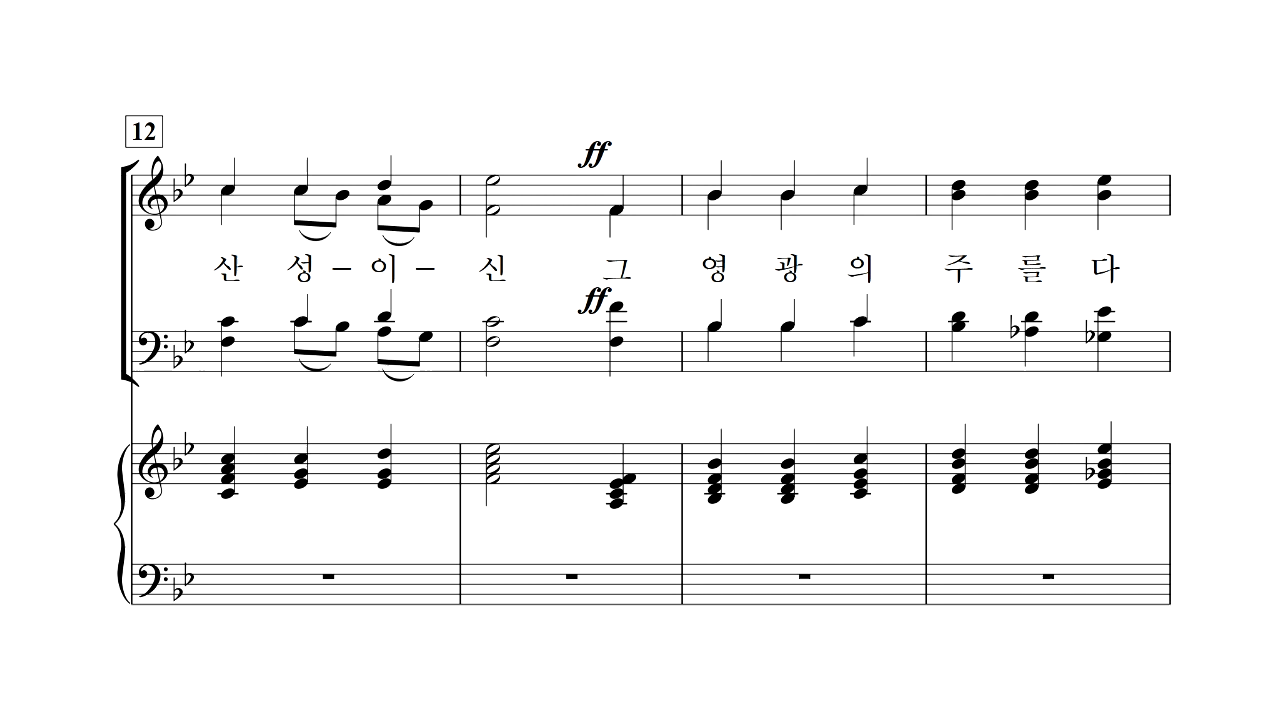 12
ff
산 성 – 이 – 신 그 영 광 의 주 를 다
ff